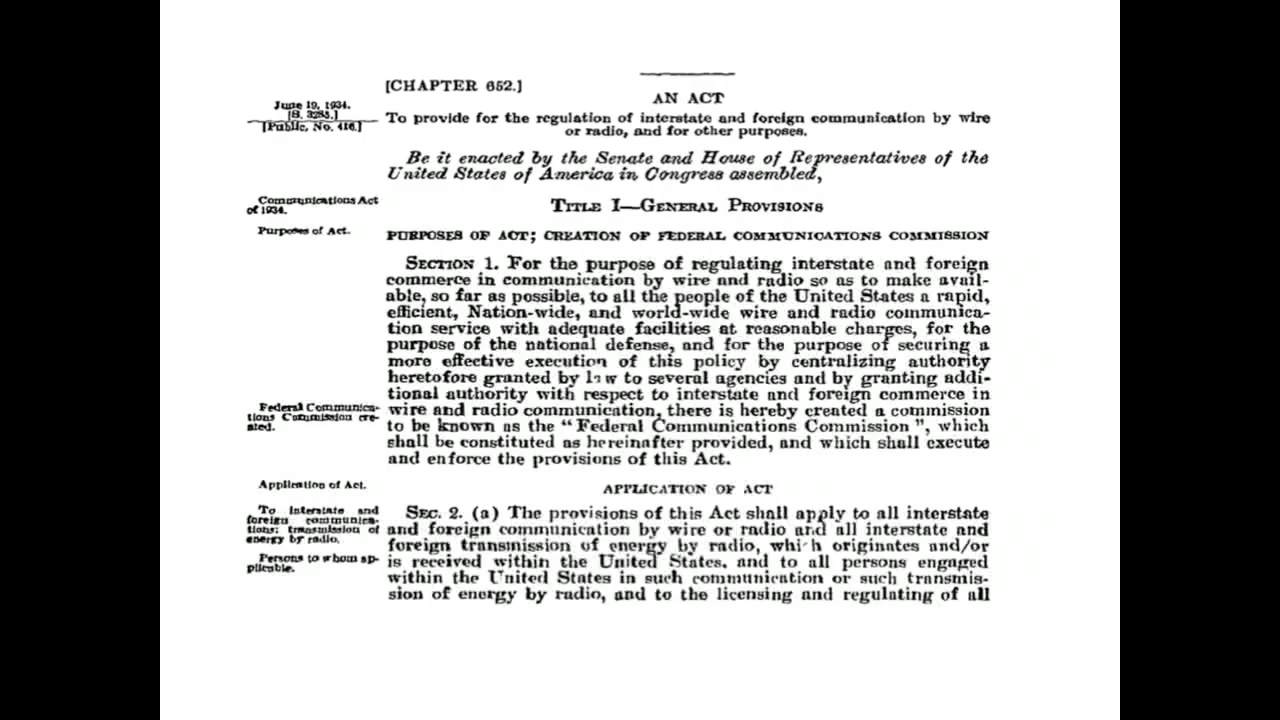 [CHAPTER 652.]
AN ACT
June 19, 1934.
[S. 3285.]
[Public, No. 416.]
To provide for the regulation of interstate and foreign communication by wire
or radio, and for other purposes.
Be it enacted by the Senate and House of Representatives of the
United States of America in Congress assembled,
Communications Act
of 1934.
TITLE I—GENERAL PROVISIONS
Purposes of Act.
PURPOSES OF ACT; CREATION OF FEDERAL COMMUNICATIONS COMMISSION
SECTION 1. For the purpose of regulating interstate and foreign
commerce in communication by wire and radio so as to make avail-
able, so far as possible, to all the people of the United States a rapid,
efficient, Nation-wide, and world-wide wire and radio communica-
tion service with adequate facilities at reasonable charges, for the
purpose of the national defense, and for the purpose of securing a
more effective execution of this policy by centralizing authority
heretofore granted by law to several agencies and by granting addi-
tional authority with respect to interstate and foreign commerce in
wire and radio communication, there is hereby created a commission
to be known as the "Federal Communications Commission", which
shall be constituted as hereinafter provided, and which shall execute
and enforce the provisions of this Act.
Federal Communica-
tions Commission cre-
ated.
Application of Act.
APPLICATION OF ACT
To interstate and
foreign communica-
tions; transmission of
energy by radio.
Persons to whom ap-
plicable.
SEC. 2. (a) The provisions of this Act shall apply to all interstate
and foreign communication by wire or radio and all interstate and
foreign transmission of energy by radio, which originates and/or
is received within the United States, and to all persons engaged
within the United States in such communication or such transmis-
sion of energy by radio, and to the licensing and regulating of all